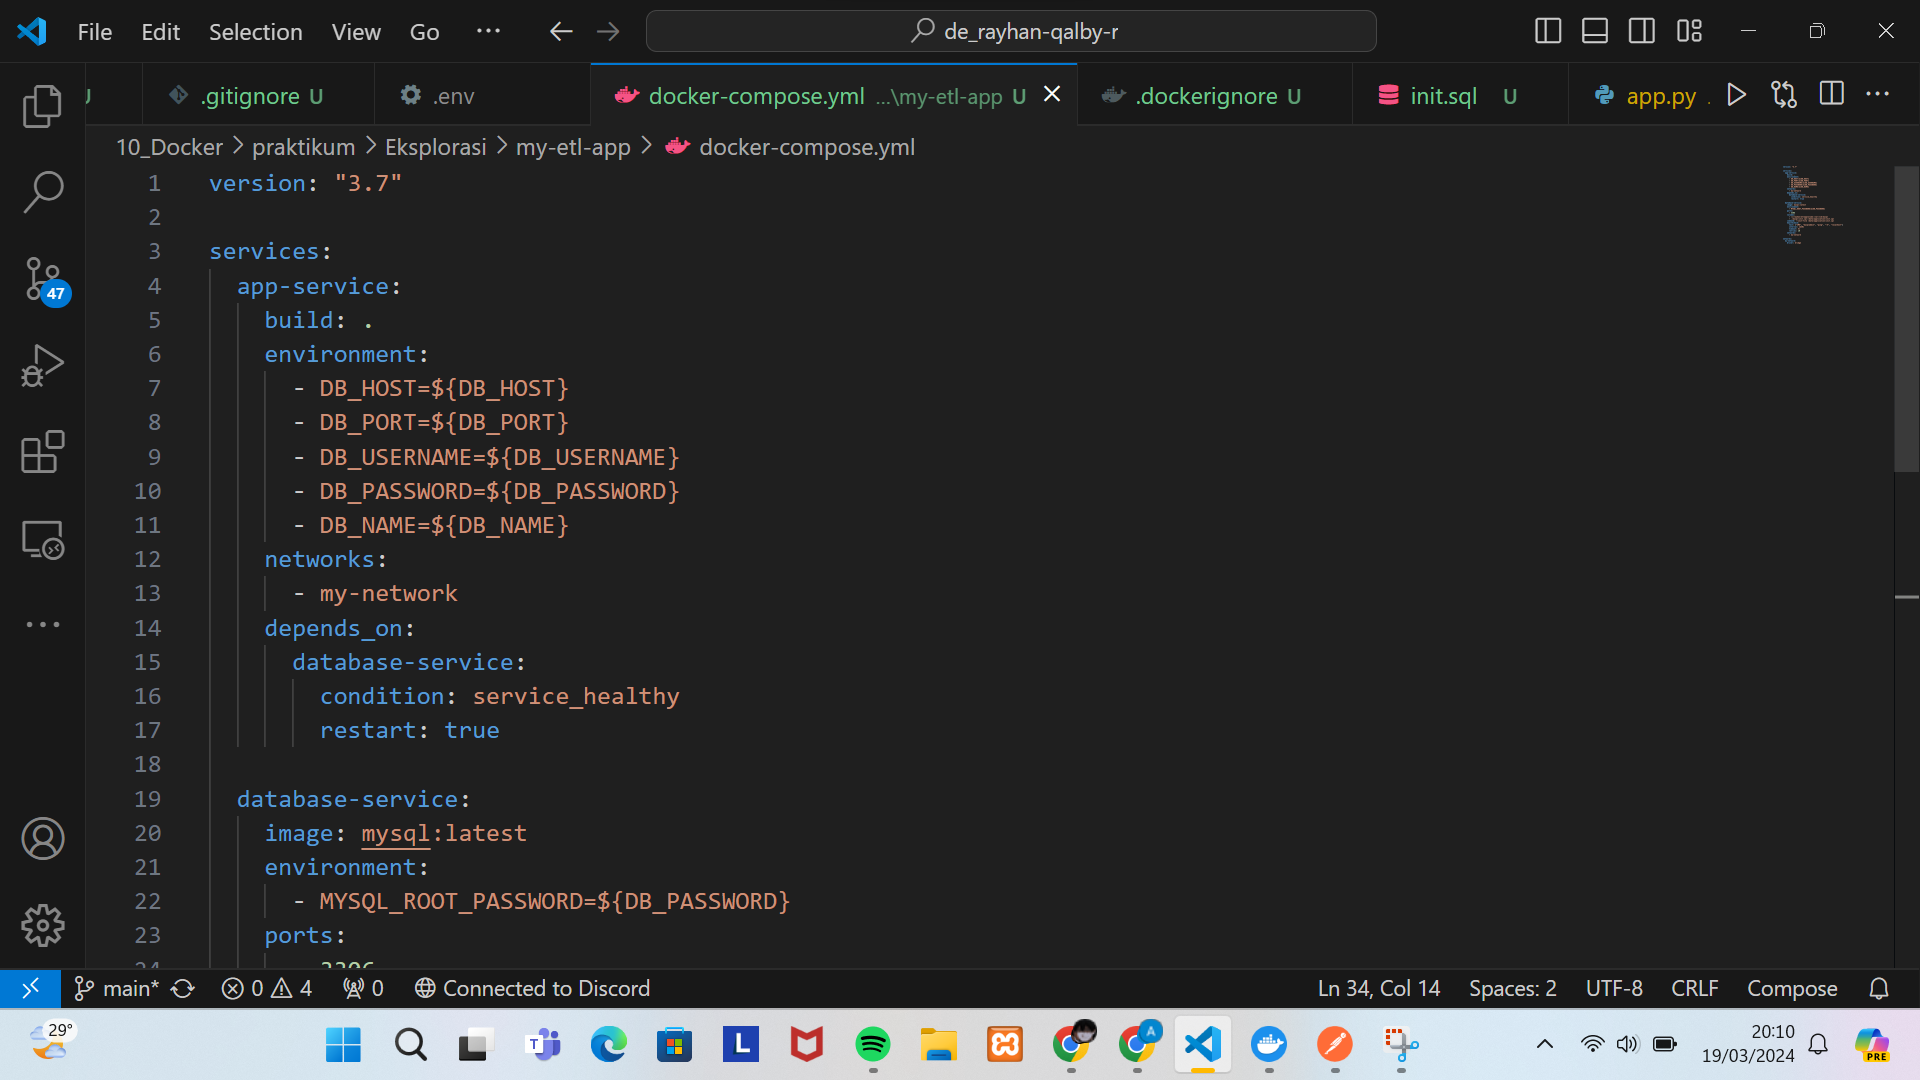 File Edit Selection View Go ...
de_rayhan-qalby-r
.gitignore U
.env
docker-compose.yml ...\my-etl-app U
.dockerignore U
init.sql U
app.py
10_Docker > praktikum > Eksplorasi > my-etl-app > docker-compose.yml
1 version: "3.7"
2
3 services:
4 app-service:
5 build: .
6 environment:
7 - DB_HOST=${DB_HOST}
8 - DB_PORT=${DB_PORT}
9 - DB_USERNAME=${DB_USERNAME}
10 - DB_PASSWORD=${DB_PASSWORD}
11 - DB_NAME=${DB_NAME}
12 networks:
13 - my-network
14 depends_on:
15 database-service:
16 condition: service_healthy
17 restart: true
18
19 database-service:
20 image: mysql:latest
21 environment:
22 - MYSQL_ROOT_PASSWORD=${DB_PASSWORD}
23 ports:
47
main* 0 4 0 Connected to Discord Ln 34, Col 14 Spaces: 2 UTF-8 CRLF Compose
29°
20:10
19/03/2024
PRE